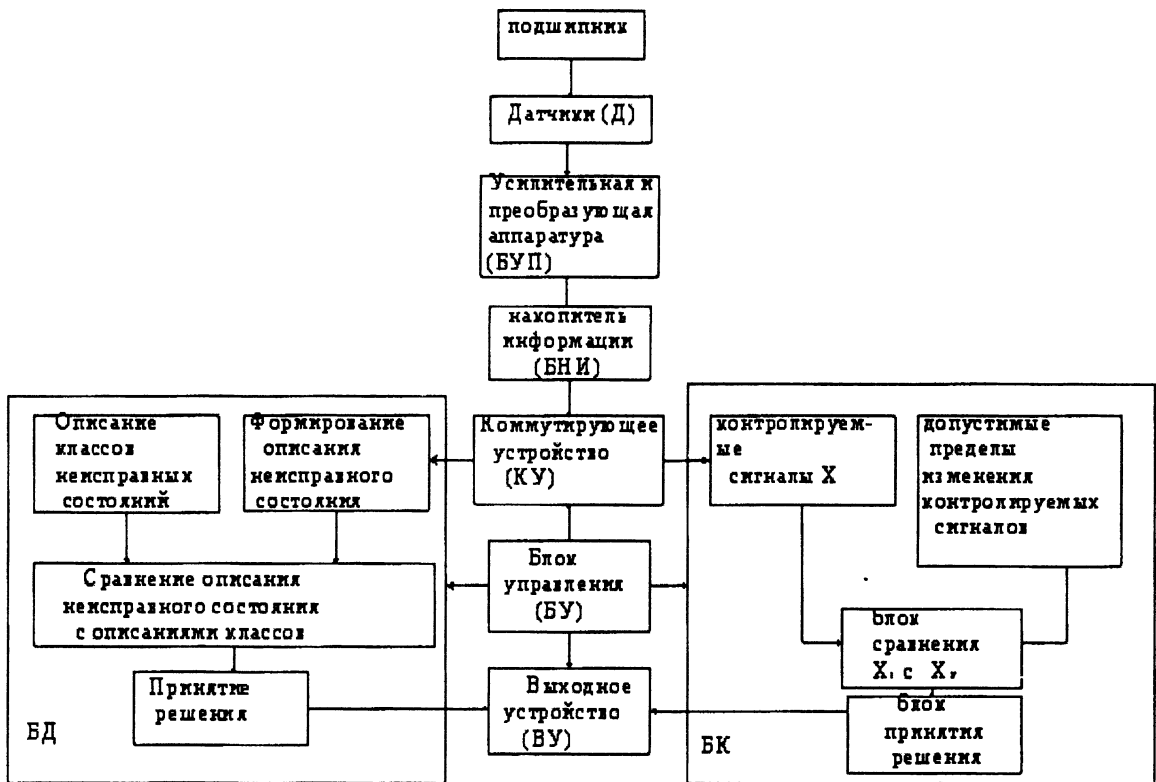 подшипник
Датчики (Д)
Усилительная и
преобразующая
аппаратура
(БУП)
накопитель
информации
(БНИ)
Описание
классов
неисправных
состояний
Формирование
описания
неисправного
состояния
Коммутирующее
устройство
(КУ)
контролируем-
ые
сигналы X
допустимые
пределы
изменения
контролируемых
сигналов
Сравнение описания
неисправного состояния
с описаниями классов
Блок
управления
(БУ)
блок
сравнения
X с X
Принятие
решения
Выходное
устройство
(ВУ)
блок
принятия
решения
БД
БК